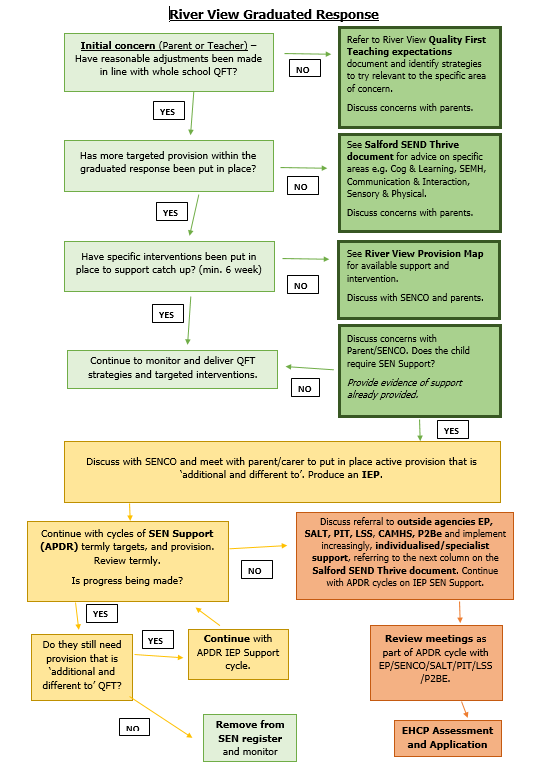 River View Graduated Response
Initial concern (Parent or Teacher) –
Have reasonable adjustments been made
in line with whole school QFT?
NO
Refer to River View Quality First
Teaching expectations
document and identify strategies
to try relevant to the specific area
of concern.
Discuss concerns with parents.
YES
Has more targeted provision within the
graduated response been put in place?
NO
See Salford SEND Thrive
document for advice on specific
areas e.g. Cog & Learning, SEMH,
Communication & Interaction,
Sensory & Physical.
Discuss concerns with parents.
YES
Have specific interventions been put in
place to support catch up? (min. 6 week)
NO
See River View Provision Map
for available support and
intervention.
Discuss with SENCO and parents.
YES
Continue to monitor and deliver QFT
strategies and targeted interventions.
NO
Discuss concerns with
Parent/SENCO. Does the child
require SEN Support?
Provide evidence of support
already provided.
YES
Discuss with SENCO and meet with parent/carer to put in place active provision that is
‘additional and different to’. Produce an IEP.
Continue with cycles of SEN Support
(APDR) termly targets, and provision.
Review termly.
Is progress being made?
NO
Discuss referral to outside agencies EP,
SALT, PIT, LSS, CAMHS, P2Be and implement
increasingly, individualised/specialist
support, referring to the next column on the
Salford SEND Thrive document. Continue
with APDR cycles on IEP SEN Support.
YES
Do they still need
provision that is
‘additional and
different to’ QFT?
YES
Continue with
APDR IEP Support
cycle.
Review meetings as
part of APDR cycle with
EP/SENCO/SALT/PIT/LSS
/P2BE.
NO
Remove from
SEN register
and monitor
EHCP Assessment
and Application